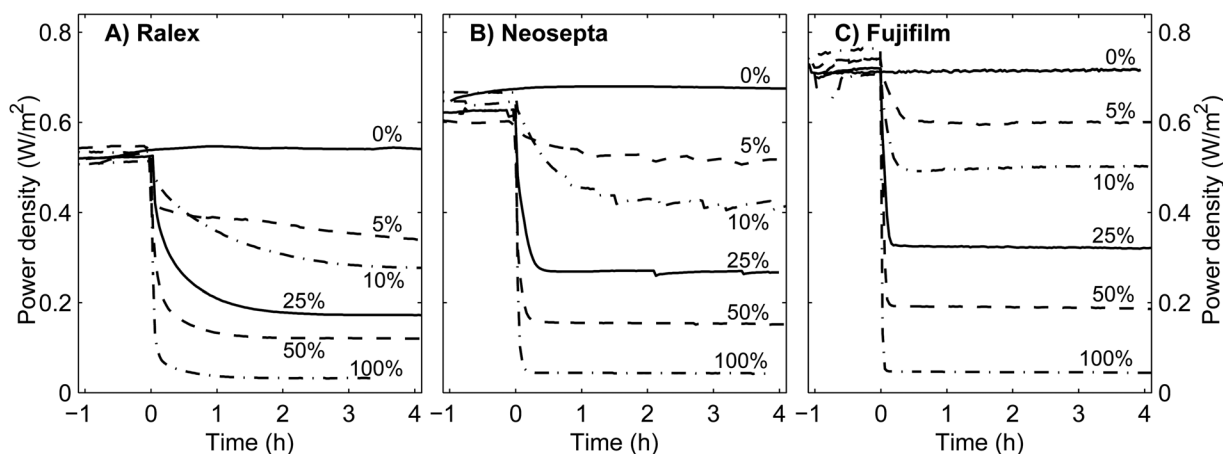 A) Ralex
B) Neosepta
C) Fujifilm
Power density (W/m²)
0.8
0.6
0.4
0.2
0
0%
5%
10%
25%
50%
100%
−1 0 1 2 3 4
Time (h)
0%
5%
10%
25%
50%
100%
−1 0 1 2 3 4
Time (h)
0%
5%
10%
25%
50%
100%
−1 0 1 2 3 4
Time (h)
0.8
0.6
0.4
0.2
0
Power density (W/m²)